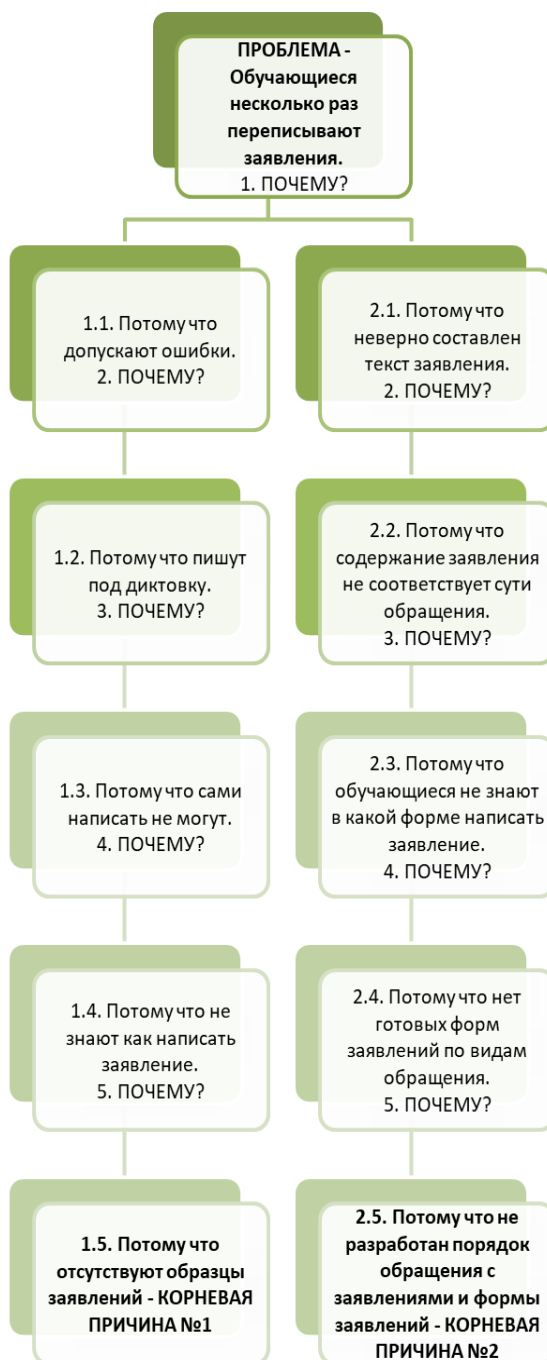 ПРОБЛЕМА -
Обучающиеся
несколько раз
переписывают
заявления.
1. ПОЧЕМУ?
1.1. Потому что
допускают ошибки.
2. ПОЧЕМУ?
1.2. Потому что пишут
под диктовку.
3. ПОЧЕМУ?
1.3. Потому что сами
написать не могут.
4. ПОЧЕМУ?
1.4. Потому что не
знают как написать
заявление.
5. ПОЧЕМУ?
1.5. Потому что
отсутствуют образцы
заявлений - КОРНЕВАЯ
ПРИЧИНА №1
2.1. Потому что
неверно составлен
текст заявления.
2. ПОЧЕМУ?
2.2. Потому что
содержание заявления
не соответствует сути
обращения.
3. ПОЧЕМУ?
2.3. Потому что
обучающиеся не знают
в какой форме написать
заявление.
4. ПОЧЕМУ?
2.4. Потому что нет
готовых форм
заявлений по видам
обращения.
5. ПОЧЕМУ?
2.5. Потому что не
разработан порядок
обращения с
заявлениями и формы
заявлений - КОРНЕВАЯ
ПРИЧИНА №2